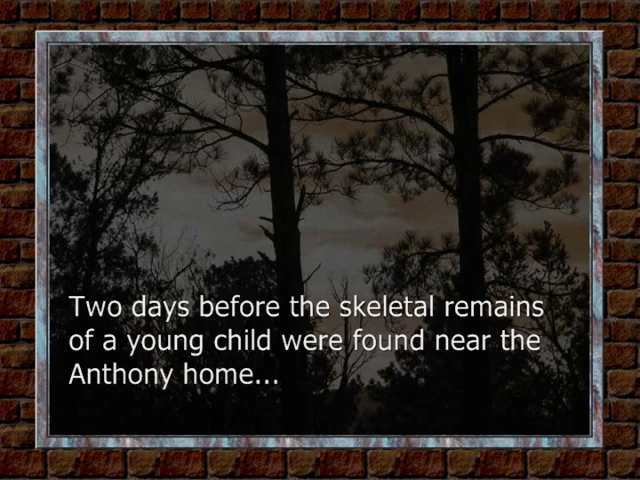 Two days before the skeletal remains
of a young child were found near the
Anthony home...